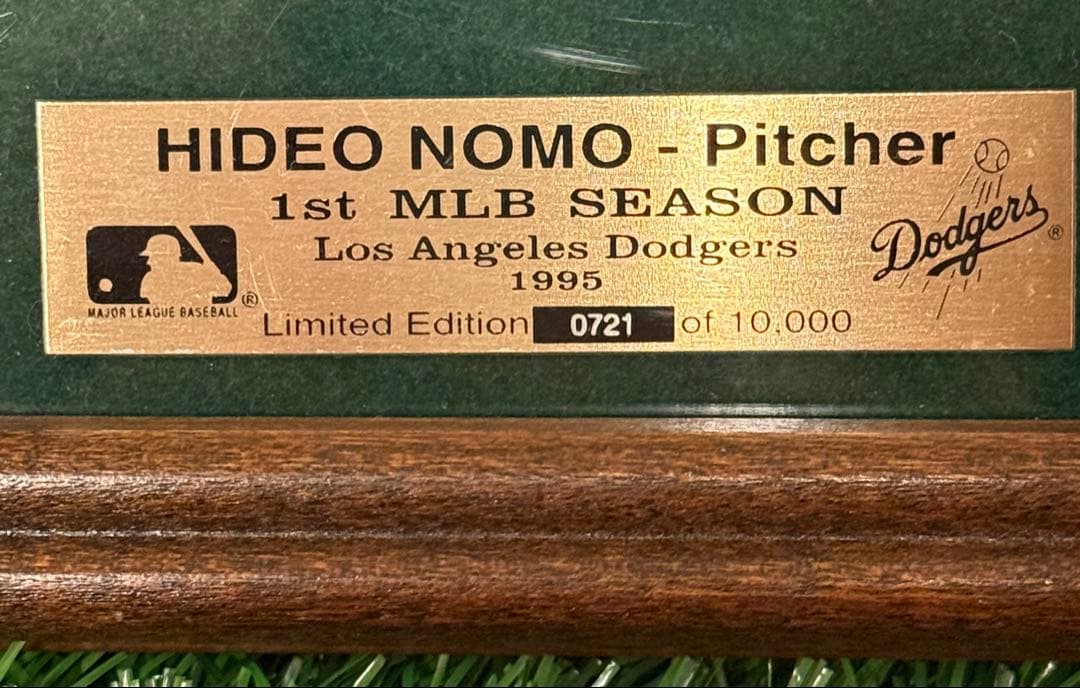 HIDEO NOMO - Pitcher
1st MLB SEASON
Los Angeles Dodgers
1995
Limited Edition 0721 of 10,000
MAJOR LEAGUE BASEBALL ®
Dodgers ®